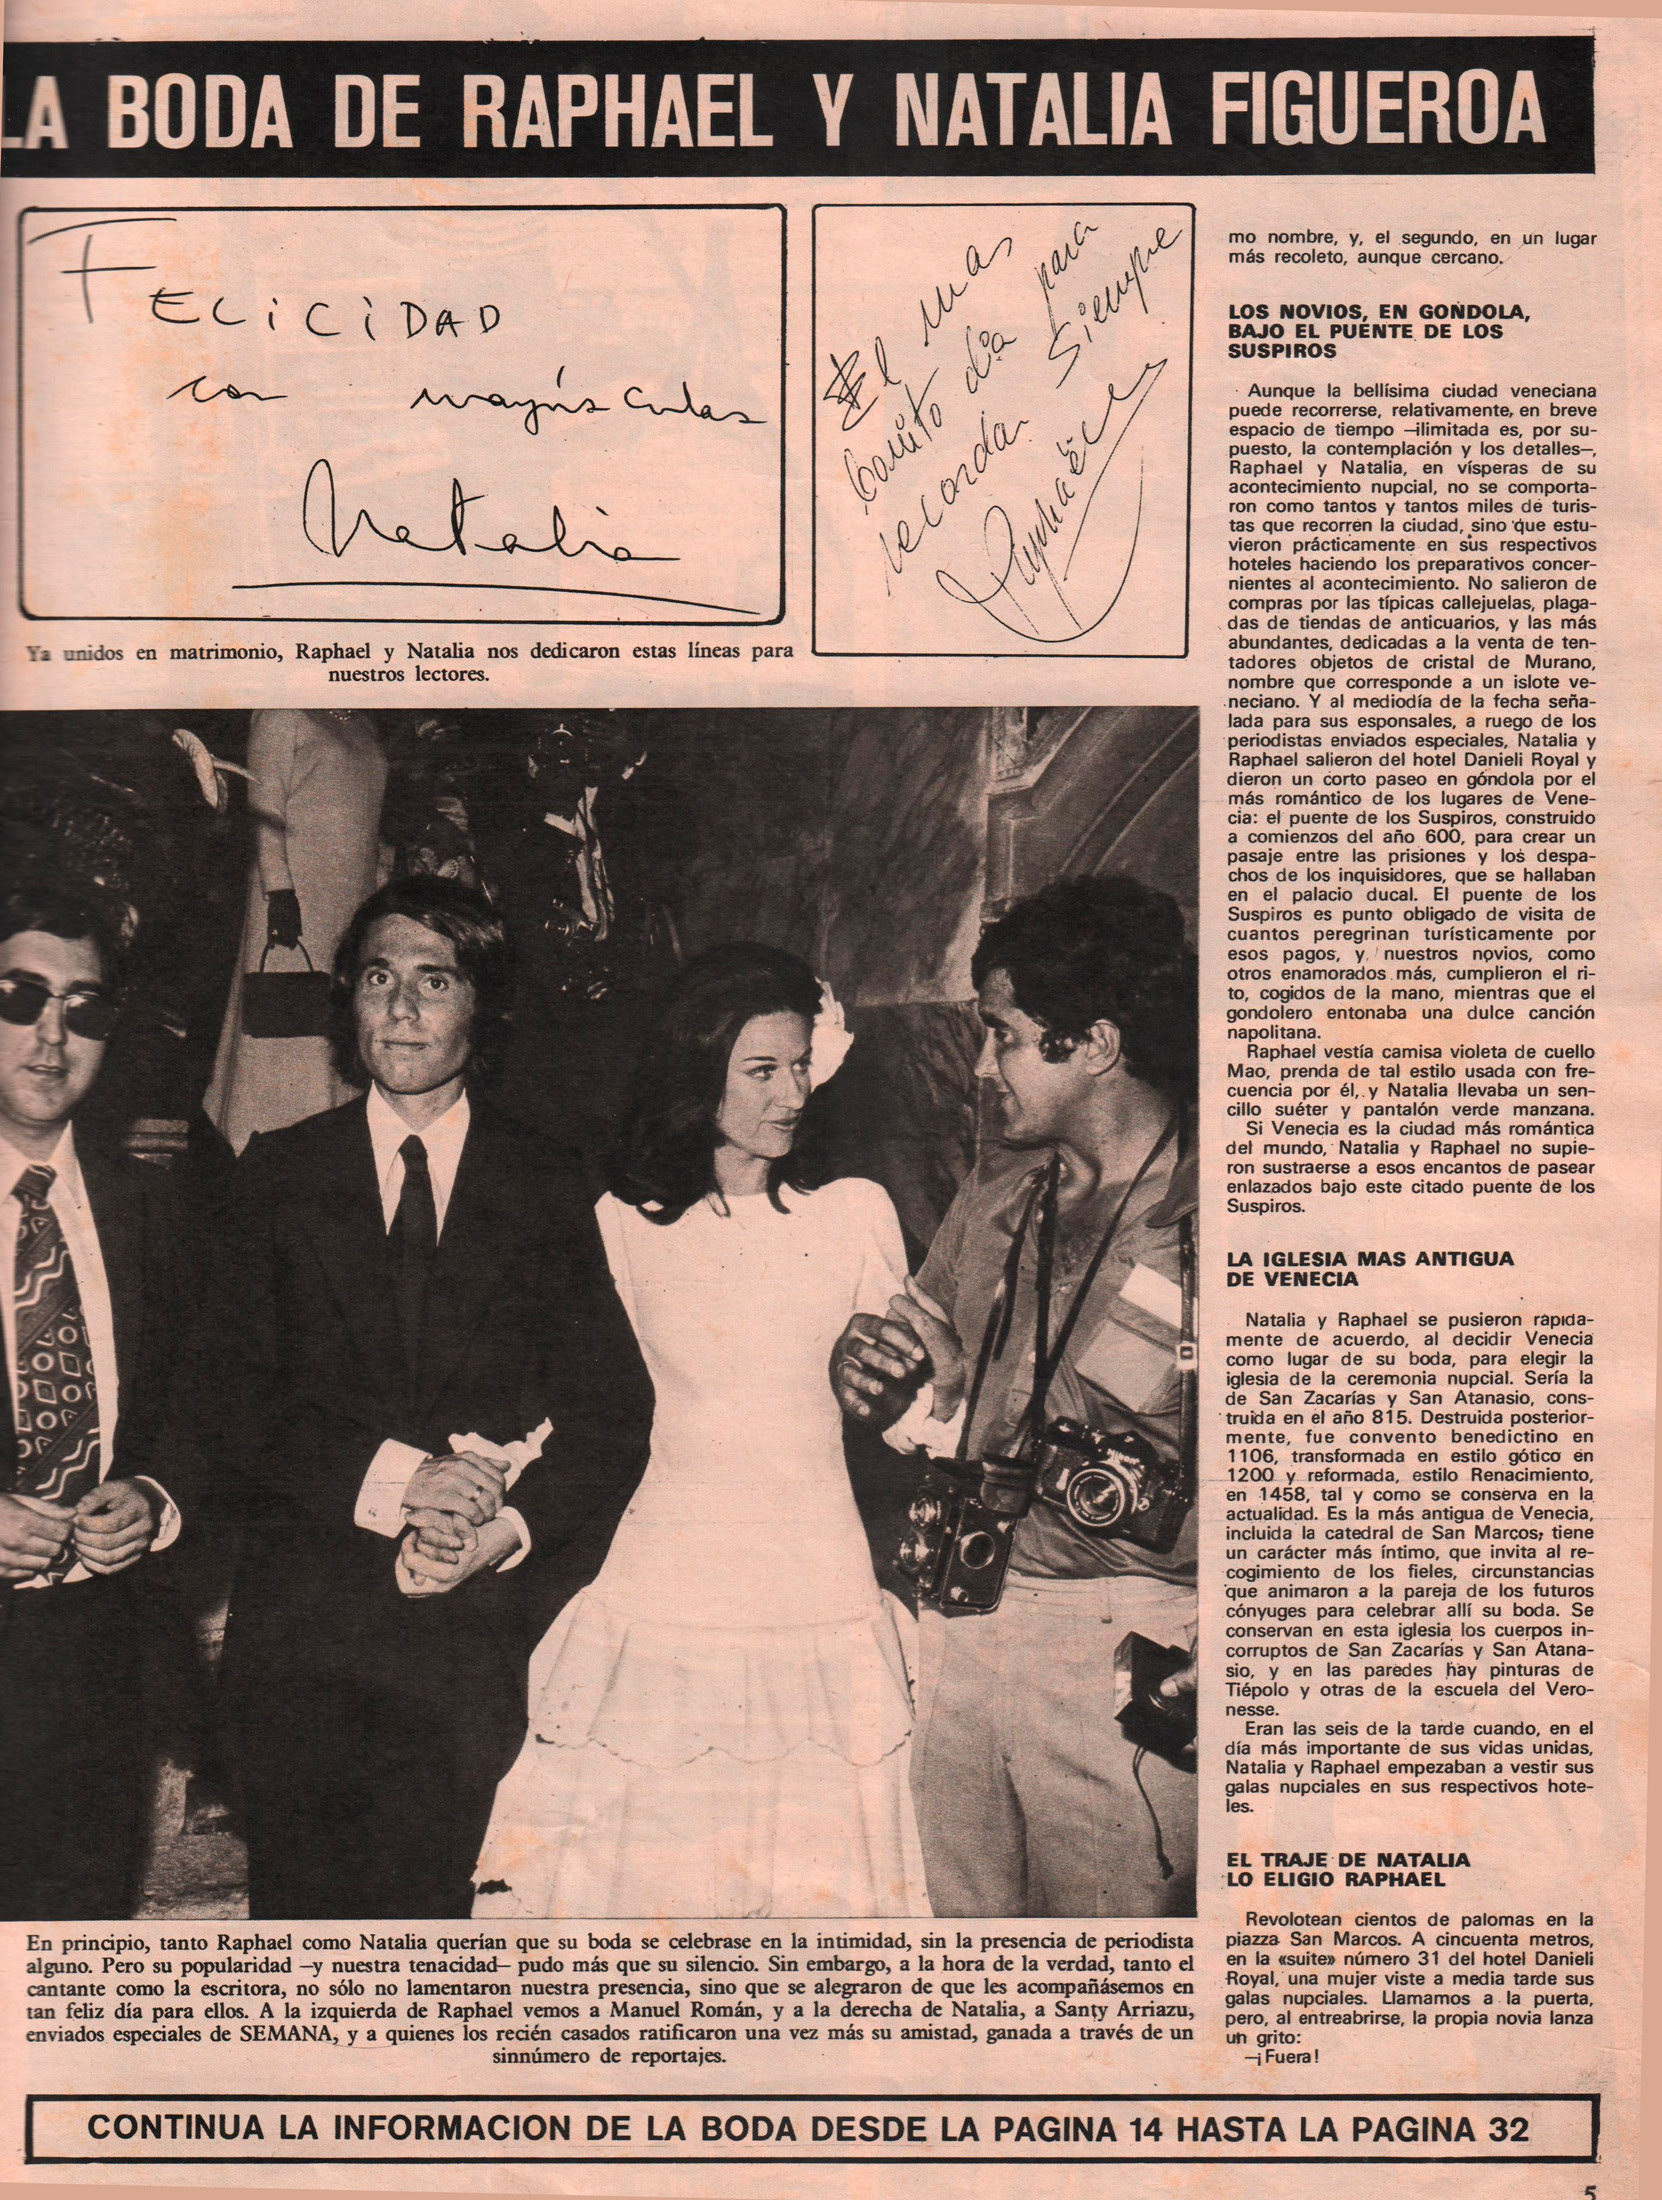 LA BODA DE RAPHAEL Y NATALIA FIGUEROA
FELiCiDAD
con mayúsculas
Natalia
El mas
bonito día para
recordar Siempre
Raphael
Ya unidos en matrimonio, Raphael y Natalia nos dedicaron estas líneas para
nuestros lectores.
En principio, tanto Raphael como Natalia querían que su boda se celebrase en la intimidad, sin la presencia de periodista
alguno. Pero su popularidad —y nuestra tenacidad— pudo más que su silencio. Sin embargo, a la hora de la verdad, tanto el
cantante como la escritora, no sólo no lamentaron nuestra presencia, sino que se alegraron de que les acompañásemos en
tan feliz día para ellos. A la izquierda de Raphael vemos a Manuel Román, y a la derecha de Natalia, a Santy Arriazu,
enviados especiales de SEMANA, y a quienes los recién casados ratificaron una vez más su amistad, ganada a través de un
sinnúmero de reportajes.
mo nombre, y, el segundo, en un lugar
más recoleto, aunque cercano.
LOS NOVIOS, EN GONDOLA,
BAJO EL PUENTE DE LOS
SUSPIROS
Aunque la bellísima ciudad veneciana
puede recorrerse, relativamente, en breve
espacio de tiempo —ilimitada es, por su-
puesto, la contemplación y los detalles—,
Raphael y Natalia, en vísperas de su
acontecimiento nupcial, no se comporta-
ron como tantos y tantos miles de turis-
tas que recorren la ciudad, sino que estu-
vieron prácticamente en sus respectivos
hoteles haciendo los preparativos concer-
nientes al acontecimiento. No salieron de
compras por las típicas callejuelas, plaga-
das de tiendas de anticuarios, y las más
abundantes, dedicadas a la venta de ten-
tadores objetos de cristal de Murano,
nombre que corresponde a un islote ve-
neciano. Y al mediodía de la fecha seña-
lada para sus esponsales, a ruego de los
periodistas enviados especiales, Natalia y
Raphael salieron del hotel Danieli Royal y
dieron un corto paseo en góndola por el
más romántico de los lugares de Vene-
cia: el puente de los Suspiros, construido
a comienzos del año 600, para crear un
pasaje entre las prisiones y los despa-
chos de los inquisidores, que se hallaban
en el palacio ducal. El puente de los
Suspiros es punto obligado de visita de
cuantos peregrinan turísticamente por
esos pagos, y nuestros novios, como
otros enamorados más, cumplieron el ri-
to, cogidos de la mano, mientras que el
gondolero entonaba una dulce canción
napolitana.
Raphael vestía camisa violeta de cuello
Mao, prenda de tal estilo usada con fre-
cuencia por él, y Natalia llevaba un sen-
cillo suéter y pantalón verde manzana.
Si Venecia es la ciudad más romántica
del mundo, Natalia y Raphael no supie-
ron sustraerse a esos encantos de pasear
enlazados bajo este citado puente de los
Suspiros.
LA IGLESIA MAS ANTIGUA
DE VENECIA
Natalia y Raphael se pusieron rápida-
mente de acuerdo, al decidir Venecia
como lugar de su boda, para elegir la
iglesia de la ceremonia nupcial. Sería la
de San Zacarías y San Atanasio, cons-
truida en el año 815. Destruida posterior-
mente, fue convento benedictino en
1106, transformada en estilo gótico en
1200 y reformada, estilo Renacimiento,
en 1458, tal y como se conserva en la
actualidad. Es la más antigua de Venecia,
incluida la catedral de San Marcos; tiene
un carácter más íntimo, que invita al re-
cogimiento de los fieles, circunstancias
que animaron a la pareja de los futuros
cónyuges para celebrar allí su boda. Se
conservan en esta iglesia los cuerpos in-
corruptos de San Zacarías y San Atana-
sio, y en las paredes hay pinturas de
Tiépolo y otras de la escuela del Vero-
nesse.
Eran las seis de la tarde cuando, en el
día más importante de sus vidas unidas,
Natalia y Raphael empezaban a vestir sus
galas nupciales en sus respectivos hote-
les.
EL TRAJE DE NATALIA
LO ELIGIO RAPHAEL
Revolotean cientos de palomas en la
piazza San Marcos. A cincuenta metros,
en la «suite» número 31 del hotel Danieli
Royal, una mujer viste a media tarde sus
galas nupciales. Llamamos a la puerta,
pero, al entreabrirse, la propia novia lanza
un grito:
—¡Fuera!
CONTINUA LA INFORMACION DE LA BODA DESDE LA PAGINA 14 HASTA LA PAGINA 32
5